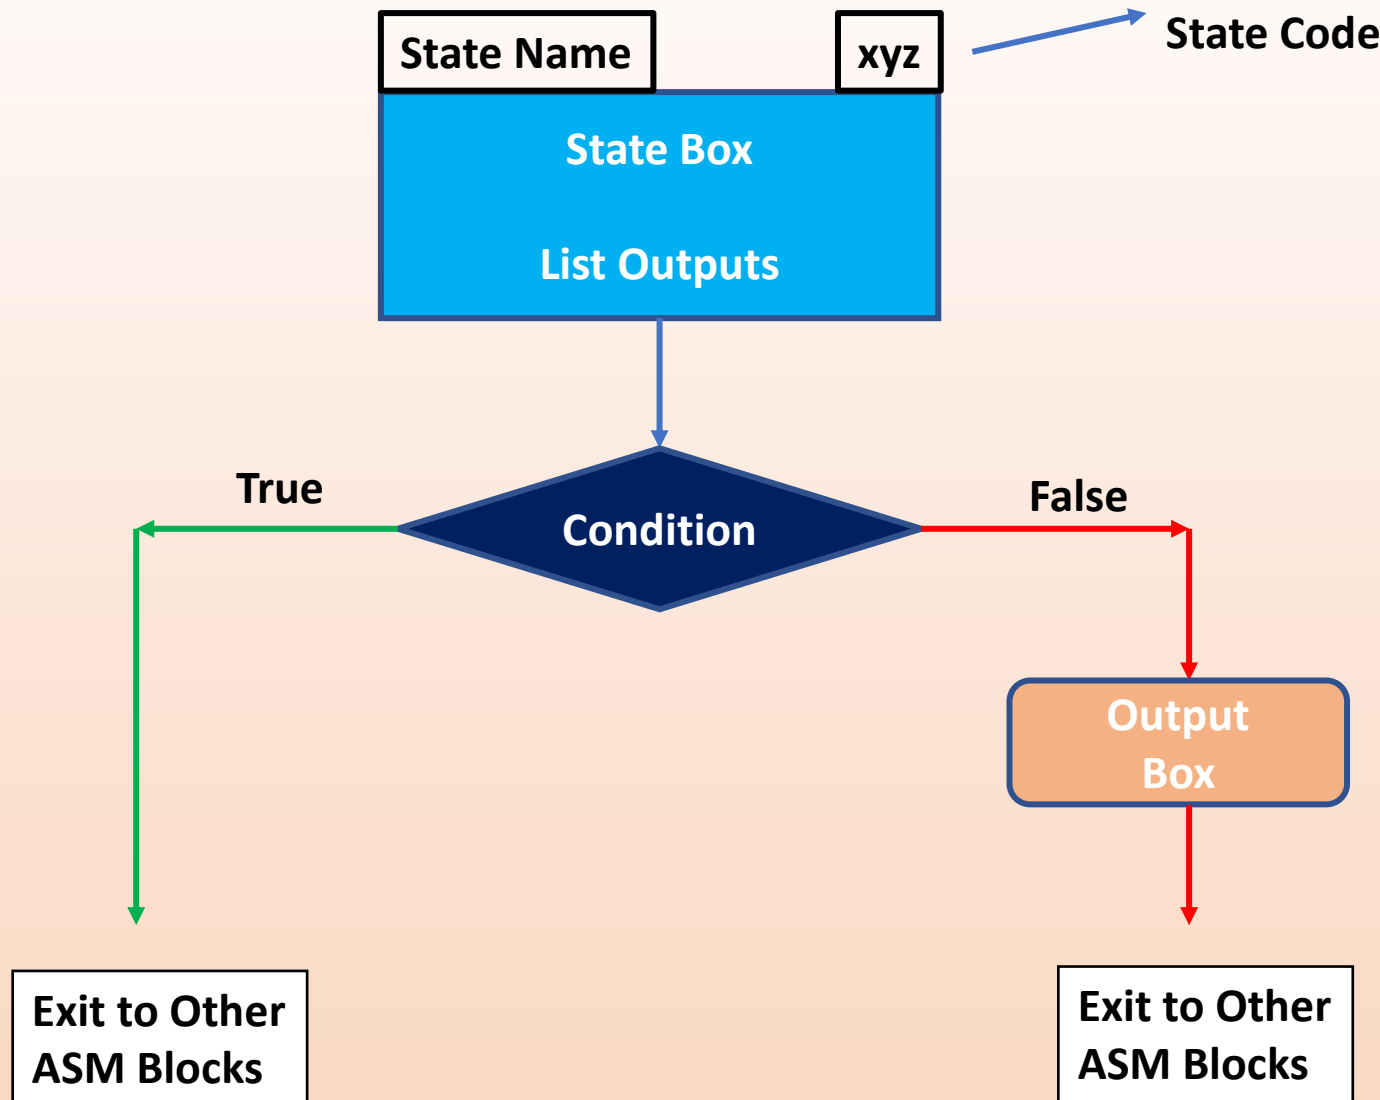 State Name
xyz
State Code
State Box
List Outputs
True
Condition
False
Output
Box
Exit to Other
ASM Blocks
Exit to Other
ASM Blocks